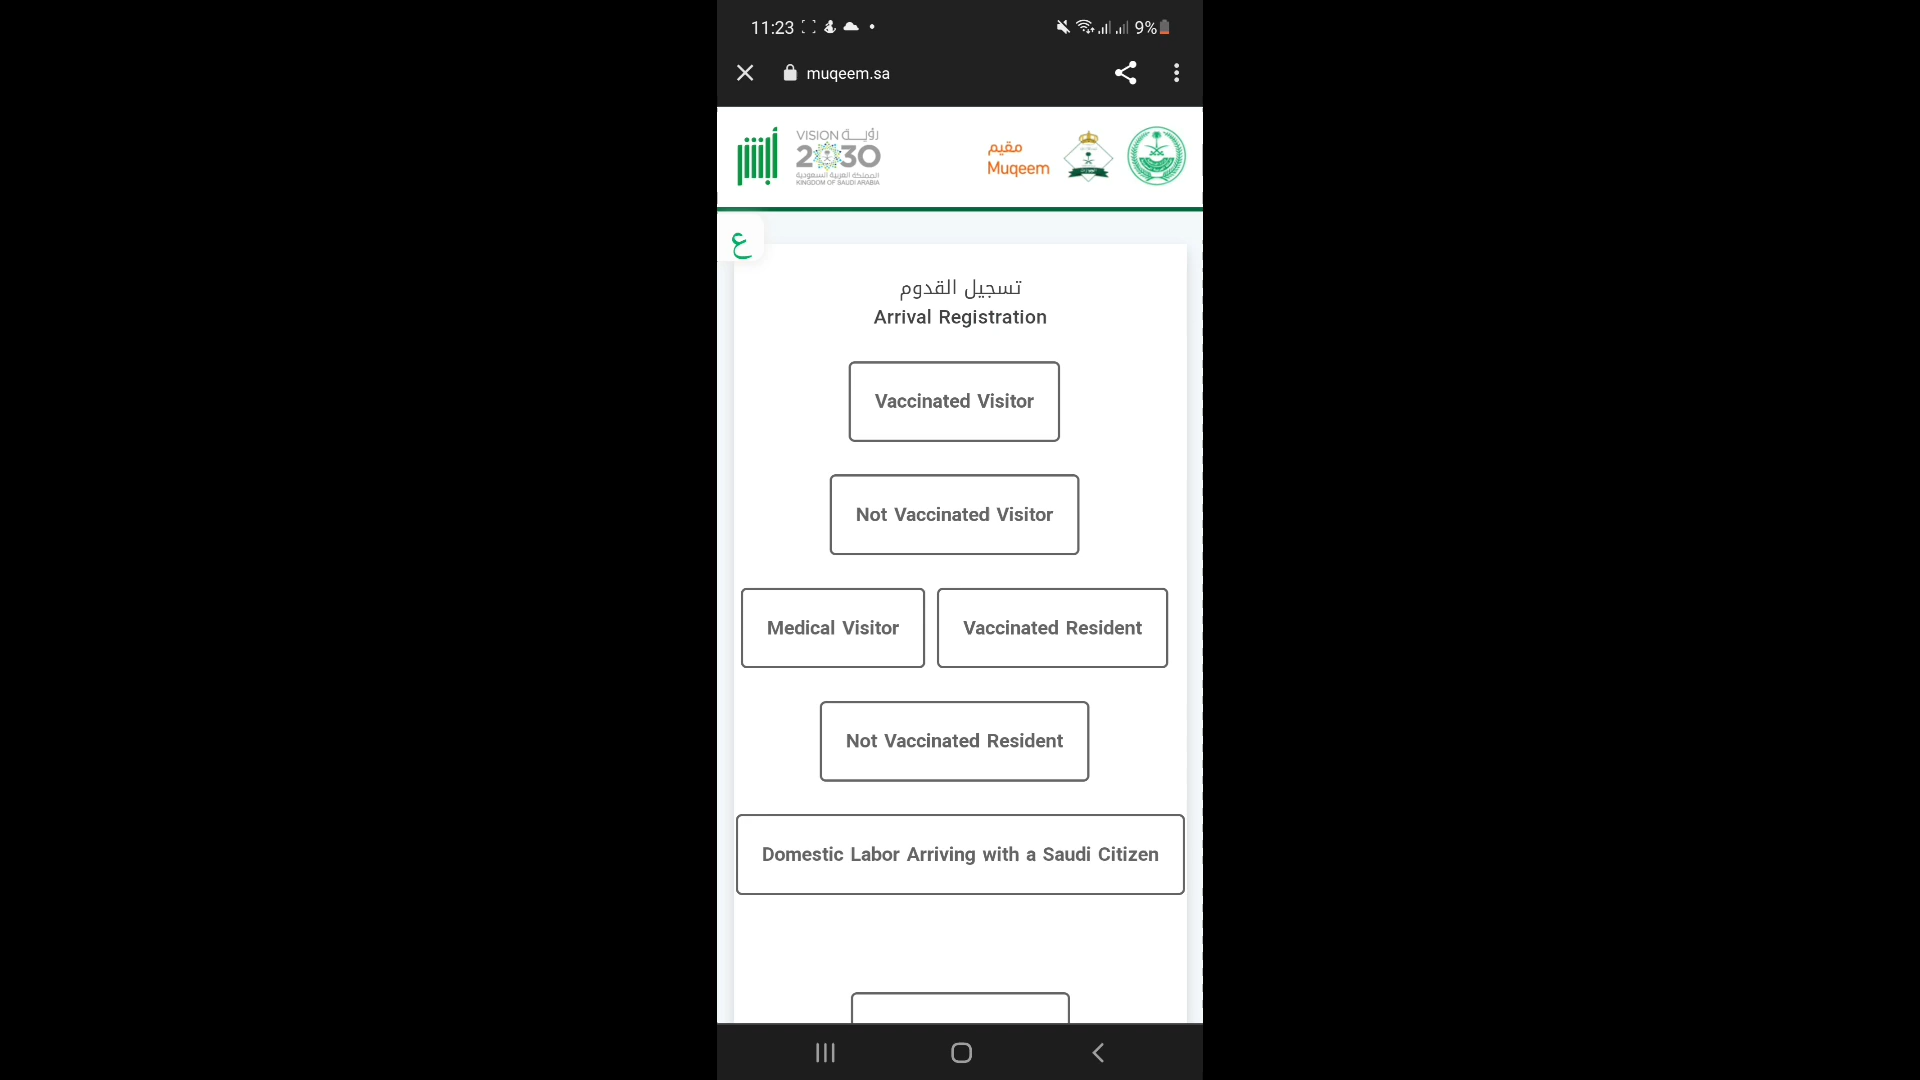 11:23
9%
muqeem.sa
VISION رؤيـــة
2030
المملكة العربية السعودية
KINGDOM OF SAUDI ARABIA
مقيم
Muqeem
أبشر
ع
تسجيل القدوم
Arrival Registration
Vaccinated Visitor
Not Vaccinated Visitor
Medical Visitor
Vaccinated Resident
Not Vaccinated Resident
Domestic Labor Arriving with a Saudi Citizen